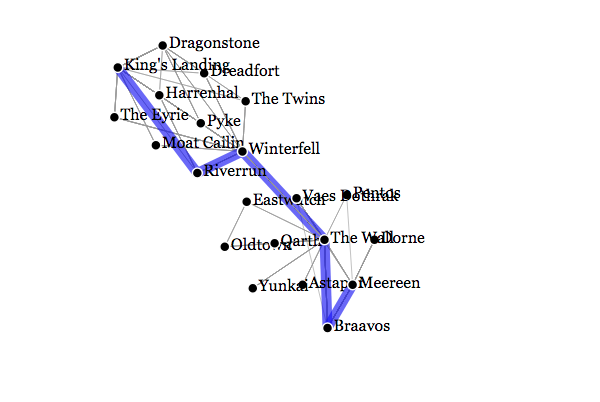 Dragonstone
King's Landing
Dreadfort
Harrenhal
The Twins
The Eyrie
Pyke
Moat Cailin
Winterfell
Riverrun
Pentos
Vaes Dothrak
Eastwatch
The Wall
Dorne
Qarth
Oldtown
Meereen
Astapor
Yunkai
Braavos